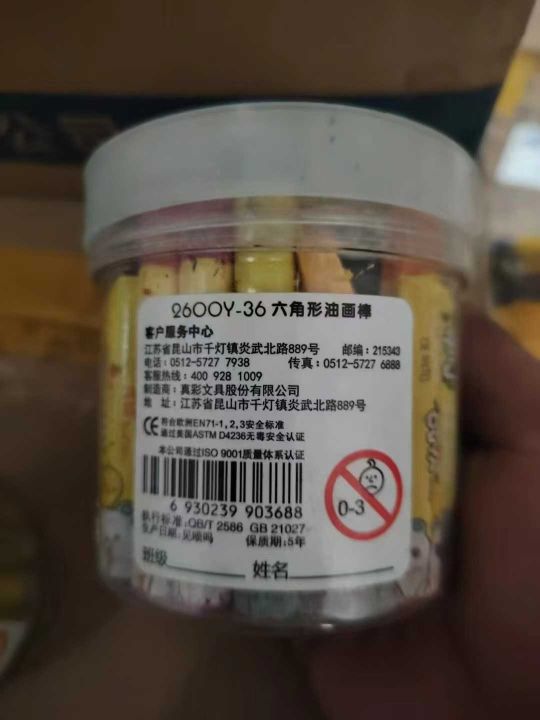 2600Y-36 六角形油画棒
客户服务中心
江苏省昆山市千灯镇炎武北路889号 邮编：215343
电话：0512-5727 7938 传真：0512-5727 6888
客服热线：400 928 1009
制造商：真彩文具股份有限公司
地 址：江苏省昆山市千灯镇炎武北路889号
CE 符合欧洲EN71-1,2,3安全标准
通过美国ASTM D4236无毒安全认证
本公司通过ISO 9001质量体系认证
6 930239 903688
0-3
执行标准：QB/T 2586 GB 21027
生产日期：见喷码 保质期：5年
班级 姓名